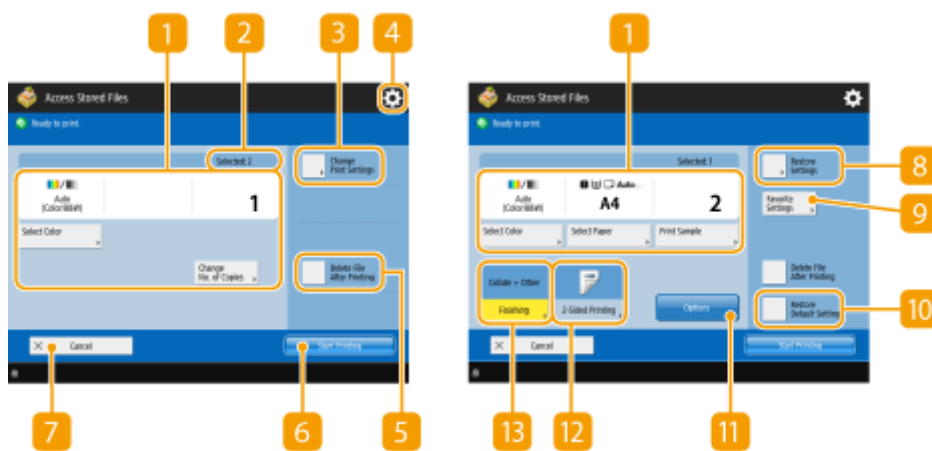 1 2 3 4
Access Stored Files
Ready to print.
Selected: 2
Change
Print Settings
Auto
(Color/B&W)
1
Select Color
Change
No. of Copies
Delete File
After Printing
Cancel
Start Printing
7 6 5
1
Access Stored Files
Ready to print.
Selected: 1
Restore
Settings
8
Auto
(Color/B&W)
Auto...
A4
2
Favorite
Settings
9
Select Color
Select Paper
Print Sample
Collate + Other
Finishing
2-Sided Printing
Options
Delete File
After Printing
Restore
Default Setting
10
Cancel
Start Printing
13 12 11